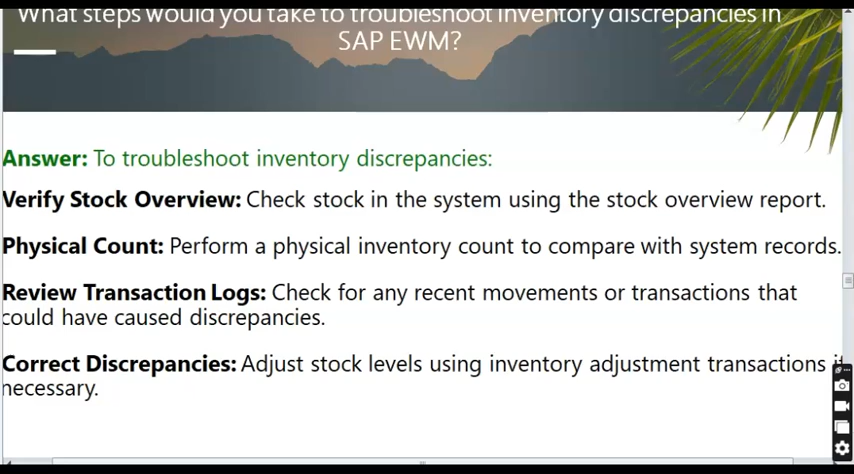 What steps would you take to troubleshoot inventory discrepancies in
SAP EWM?
Answer: To troubleshoot inventory discrepancies:
Verify Stock Overview: Check stock in the system using the stock overview report.
Physical Count: Perform a physical inventory count to compare with system records.
Review Transaction Logs: Check for any recent movements or transactions that
could have caused discrepancies.
Correct Discrepancies: Adjust stock levels using inventory adjustment transactions if
necessary.